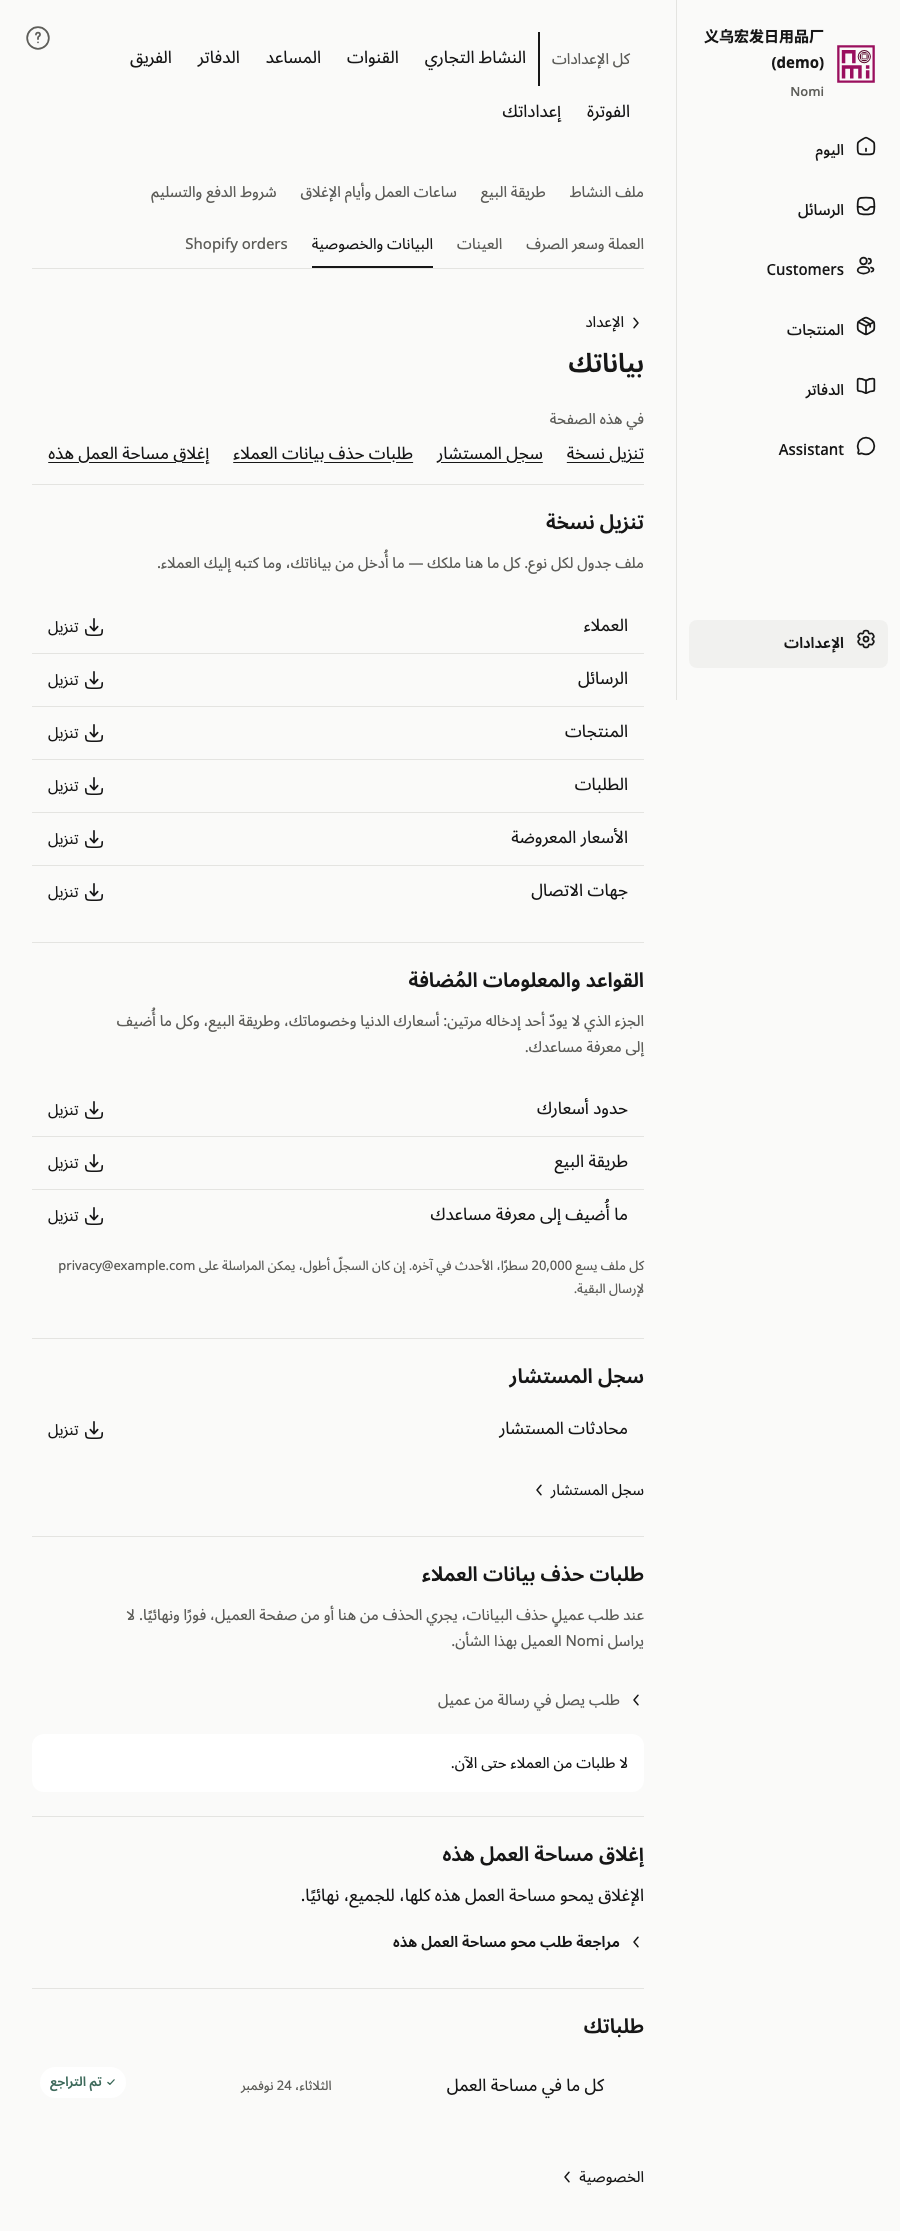 义乌宏发日用品厂
(demo)
Nomi
اليوم
الرسائل
Customers
المنتجات
الدفاتر
Assistant
الإعدادات
كل الإعدادات
النشاط التجاري
القنوات
المساعد
الدفاتر
الفريق
الفوترة
إعداداتك
ملف النشاط
طريقة البيع
ساعات العمل وأيام الإغلاق
شروط الدفع والتسليم
العملة وسعر الصرف
العينات
البيانات والخصوصية
Shopify orders
الإعداد
بياناتك
في هذه الصفحة
تنزيل نسخة
سجل المستشار
طلبات حذف بيانات العملاء
إغلاق مساحة العمل هذه
تنزيل نسخة
ملف جدول لكل نوع. كل ما هنا ملكك — ما أُدخل من بياناتك، وما كتبه إليك العملاء.
العملاء
تنزيل
الرسائل
تنزيل
المنتجات
تنزيل
الطلبات
تنزيل
الأسعار المعروضة
تنزيل
جهات الاتصال
تنزيل
القواعد والمعلومات المُضافة
الجزء الذي لا يودّ أحد إدخاله مرتين: أسعارك الدنيا وخصوماتك، وطريقة البيع، وكل ما أُضيف
إلى معرفة مساعدك.
حدود أسعارك
تنزيل
طريقة البيع
تنزيل
ما أُضيف إلى معرفة مساعدك
تنزيل
كل ملف يسع 20,000 سطرًا، الأحدث في آخره. إن كان السجلّ أطول، يمكن المراسلة على privacy@example.com
لإرسال البقية.
سجل المستشار
محادثات المستشار
تنزيل
سجل المستشار
طلبات حذف بيانات العملاء
عند طلب عميلٍ حذف البيانات، يجري الحذف من هنا أو من صفحة العميل، فورًا ونهائيًا. لا
يراسل Nomi العميل بهذا الشأن.
طلب يصل في رسالة من عميل
لا طلبات من العملاء حتى الآن.
إغلاق مساحة العمل هذه
الإغلاق يمحو مساحة العمل هذه كلها، للجميع، نهائيًا.
مراجعة طلب محو مساحة العمل هذه
طلباتك
كل ما في مساحة العمل
الثلاثاء، 24 نوفمبر
تم التراجع
الخصوصية